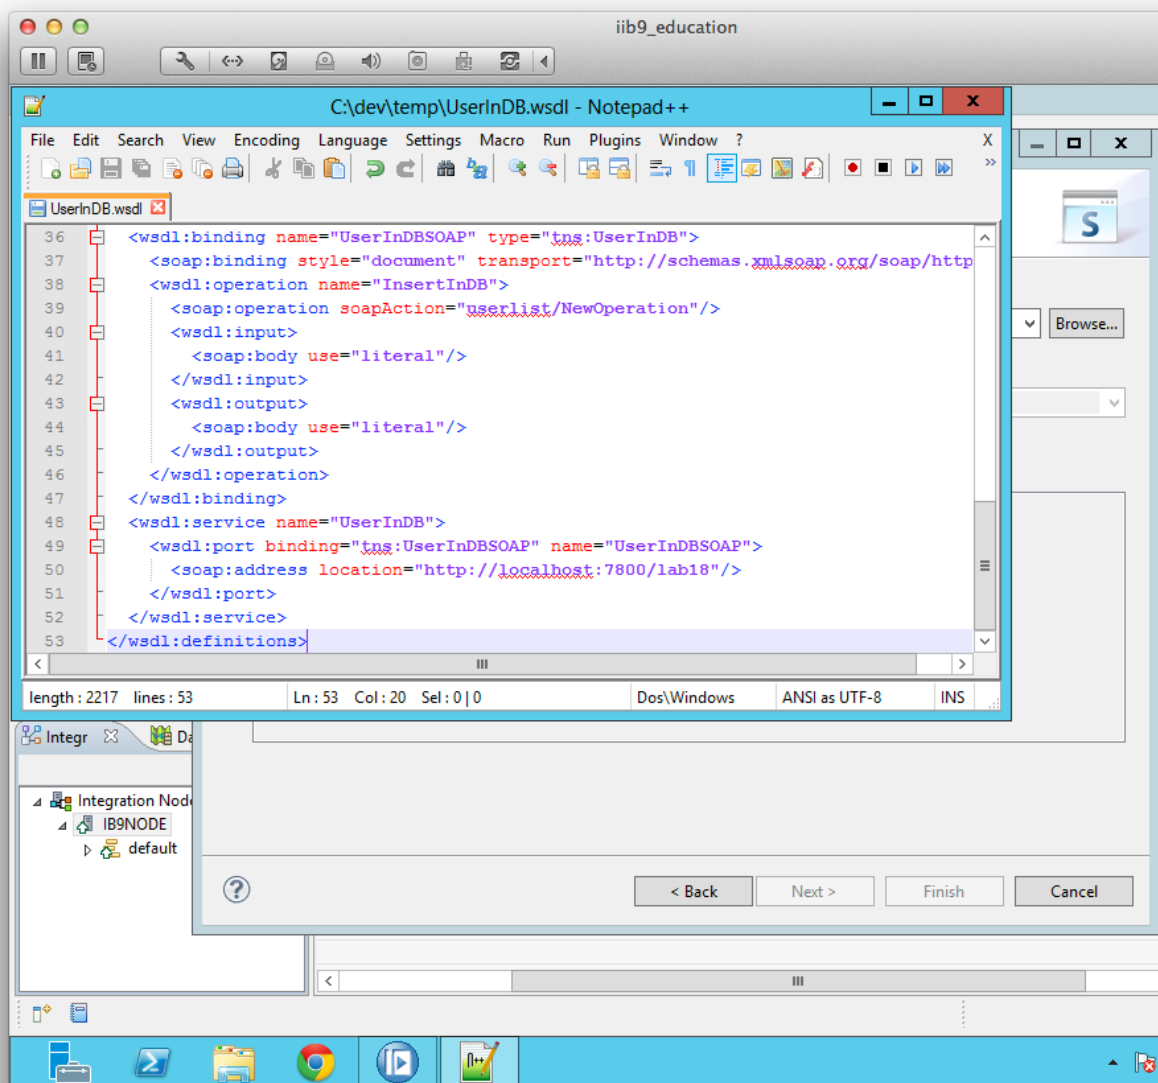 iib9_education
C:\dev\temp\UserInDB.wsdl - Notepad++
File Edit Search View Encoding Language Settings Macro Run Plugins Window ? X
UserInDB.wsdl
36 <wsdl:binding name="UserInDBSOAP" type="tns:UserInDB">
37 <soap:binding style="document" transport="http://schemas.xmlsoap.org/soap/http
38 <wsdl:operation name="InsertInDB">
39 <soap:operation soapAction="userlist/NewOperation"/>
40 <wsdl:input>
41 <soap:body use="literal"/>
42 </wsdl:input>
43 <wsdl:output>
44 <soap:body use="literal"/>
45 </wsdl:output>
46 </wsdl:operation>
47 </wsdl:binding>
48 <wsdl:service name="UserInDB">
49 <wsdl:port binding="tns:UserInDBSOAP" name="UserInDBSOAP">
50 <soap:address location="http://localhost:7800/lab18"/>
51 </wsdl:port>
52 </wsdl:service>
53 </wsdl:definitions>
length : 2217 lines : 53 Ln : 53 Col : 20 Sel : 0 | 0 Dos\Windows ANSI as UTF-8 INS
S
Browse...
Integr Da
Integration Node
IB9NODE
default
< Back Next > Finish Cancel